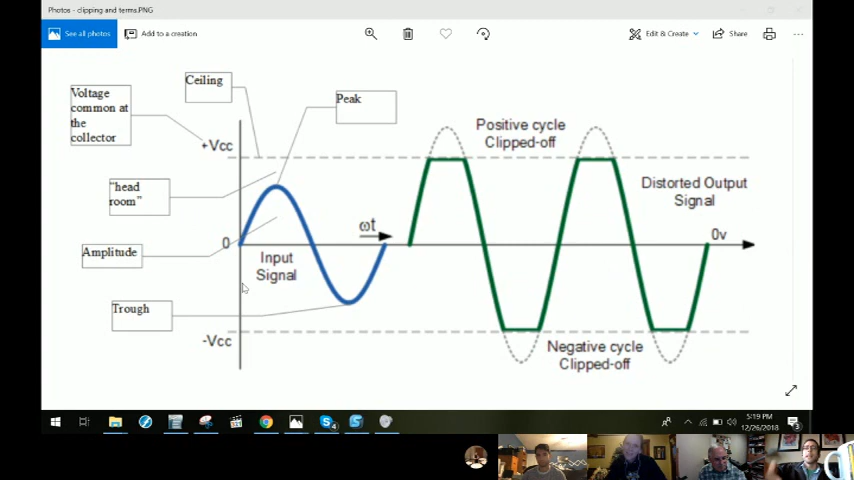 Photos - clipping and terms.PNG
See all photos
Add to a creation
Edit & Create
Share
Ceiling
Voltage
common at
the
collector
Peak
+Vcc
"head
room"
Amplitude
0
Trough
-Vcc
Input
Signal
ωt
Positive cycle
Clipped-off
Distorted Output
Signal
0v
Negative cycle
Clipped-off
5:19 PM
12/26/2018